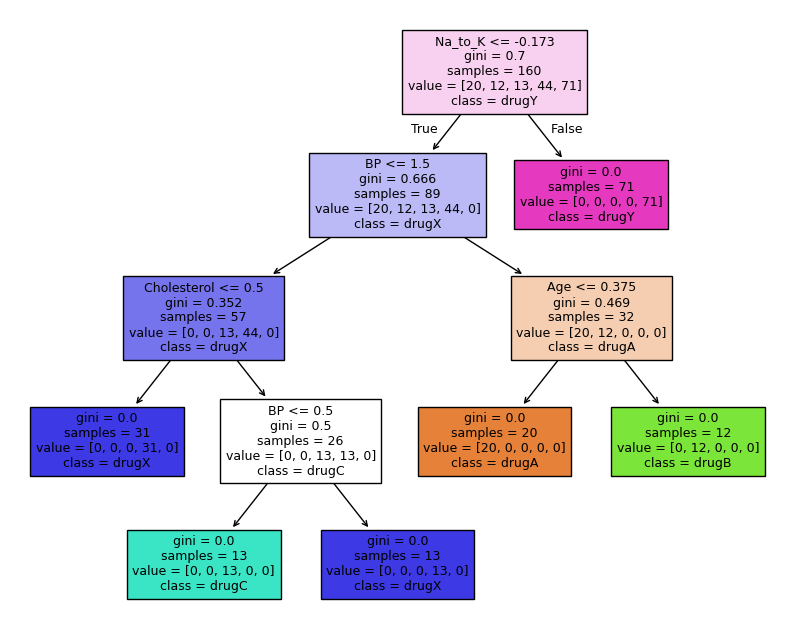 Na_to_K <= -0.173
gini = 0.7
samples = 160
value = [20, 12, 13, 44, 71]
class = drugY
True
False
BP <= 1.5
gini = 0.666
samples = 89
value = [20, 12, 13, 44, 0]
class = drugX
gini = 0.0
samples = 71
value = [0, 0, 0, 0, 71]
class = drugY
Cholesterol <= 0.5
gini = 0.352
samples = 57
value = [0, 0, 13, 44, 0]
class = drugX
Age <= 0.375
gini = 0.469
samples = 32
value = [20, 12, 0, 0, 0]
class = drugA
gini = 0.0
samples = 31
value = [0, 0, 0, 31, 0]
class = drugX
BP <= 0.5
gini = 0.5
samples = 26
value = [0, 0, 13, 13, 0]
class = drugC
gini = 0.0
samples = 20
value = [20, 0, 0, 0, 0]
class = drugA
gini = 0.0
samples = 12
value = [0, 12, 0, 0, 0]
class = drugB
gini = 0.0
samples = 13
value = [0, 0, 13, 0, 0]
class = drugC
gini = 0.0
samples = 13
value = [0, 0, 0, 13, 0]
class = drugX